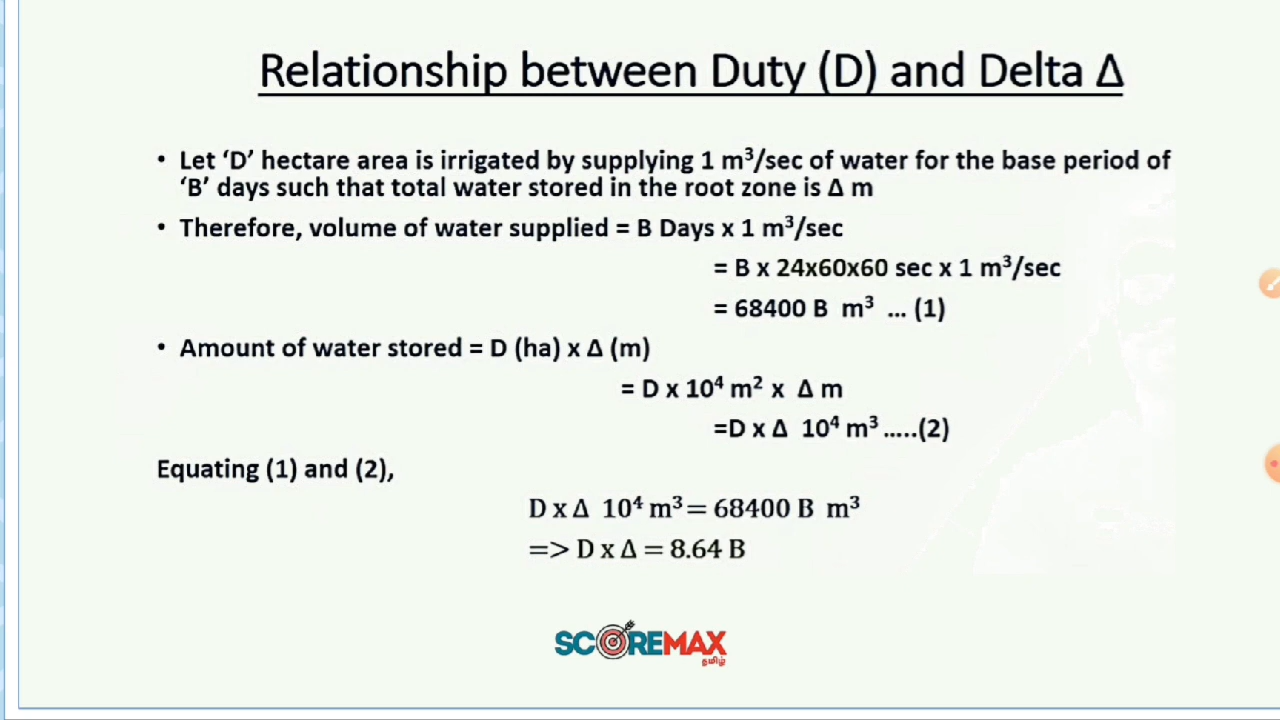 Relationship between Duty (D) and Delta Δ
• Let ‘D’ hectare area is irrigated by supplying 1 m³/sec of water for the base period of
‘B’ days such that total water stored in the root zone is Δ m
• Therefore, volume of water supplied = B Days x 1 m³/sec
= B x 24x60x60 sec x 1 m³/sec
= 68400 B m³ ... (1)
• Amount of water stored = D (ha) x Δ (m)
= D x 10⁴ m² x Δ m
=D x Δ 10⁴ m³ .....(2)
Equating (1) and (2),
D x Δ 10⁴ m³ = 68400 B m³
=> D x Δ = 8.64 B
SCOREMAX
தமிழ்